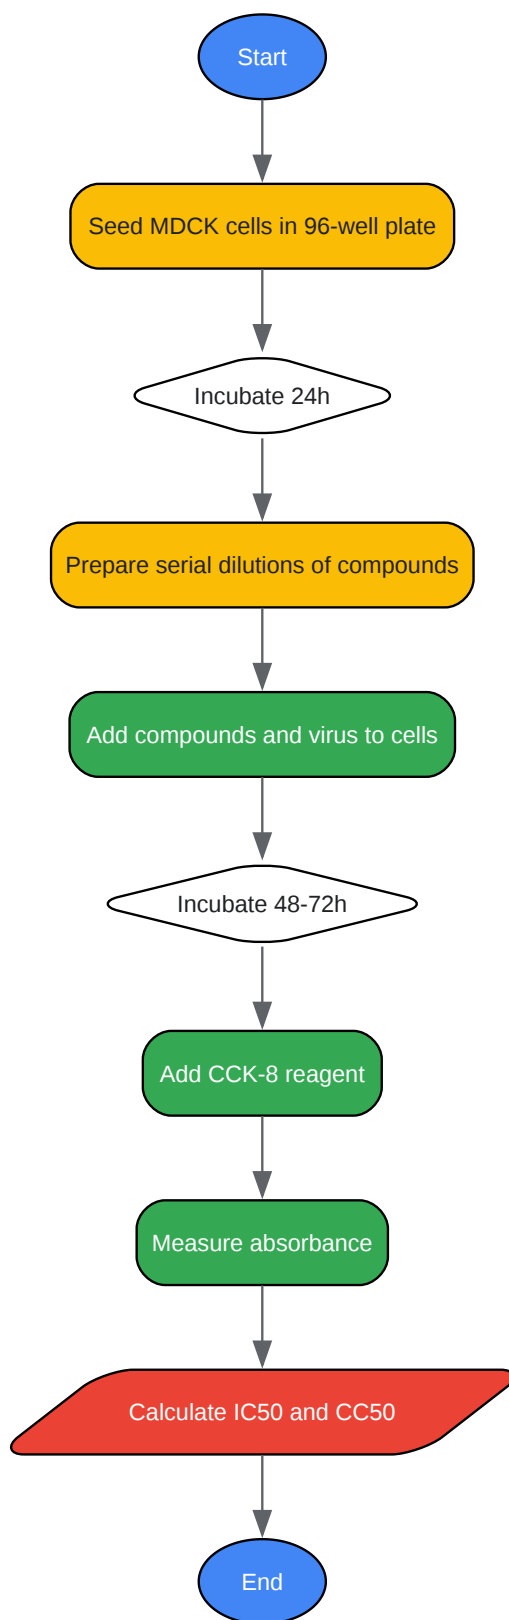 Start
Seed MDCK cells in 96-well plate
Incubate 24h
Prepare serial dilutions of compounds
Add compounds and virus to cells
Incubate 48-72h
Add CCK-8 reagent
Measure absorbance
Calculate IC50 and CC50
End